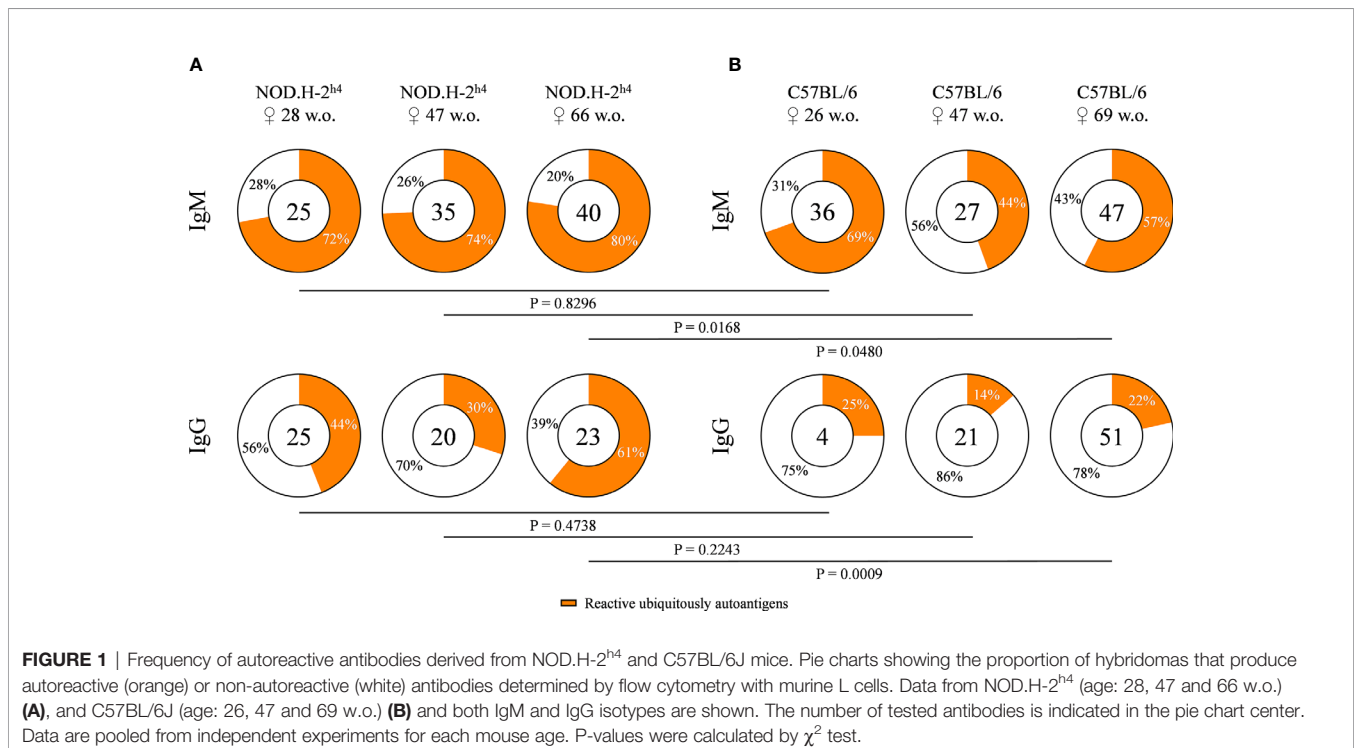 A
B
NOD.H-2h4
♀ 28 w.o.
NOD.H-2h4
♀ 47 w.o.
NOD.H-2h4
♀ 66 w.o.
C57BL/6
♀ 26 w.o.
C57BL/6
♀ 47 w.o.
C57BL/6
♀ 69 w.o.
IgM
28%
25
72%
26%
35
74%
20%
40
80%
IgM
31%
36
69%
44%
27
56%
43%
47
57%
P = 0.8296
P = 0.0168
P = 0.0480
IgG
44%
25
56%
30%
20
70%
39%
23
61%
IgG
25%
4
75%
14%
21
86%
22%
51
78%
P = 0.4738
P = 0.2243
P = 0.0009
Reactive ubiquitously autoantigens
FIGURE 1 | Frequency of autoreactive antibodies derived from NOD.H-2h4 and C57BL/6J mice. Pie charts showing the proportion of hybridomas that produce
autoreactive (orange) or non-autoreactive (white) antibodies determined by flow cytometry with murine L cells. Data from NOD.H-2h4 (age: 28, 47 and 66 w.o.)
(A), and C57BL/6J (age: 26, 47 and 69 w.o.) (B) and both IgM and IgG isotypes are shown. The number of tested antibodies is indicated in the pie chart center.
Data are pooled from independent experiments for each mouse age. P-values were calculated by χ2 test.